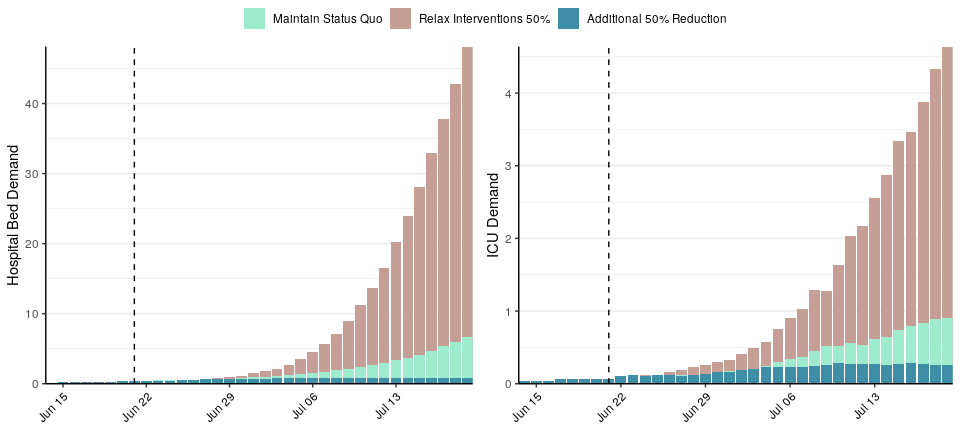 Maintain Status Quo Relax Interventions 50% Additional 50% Reduction
Hospital Bed Demand
40
30
20
10
0
Jun 15 Jun 22 Jun 29 Jul 06 Jul 13
ICU Demand
4
3
2
1
0
Jun 15 Jun 22 Jun 29 Jul 06 Jul 13